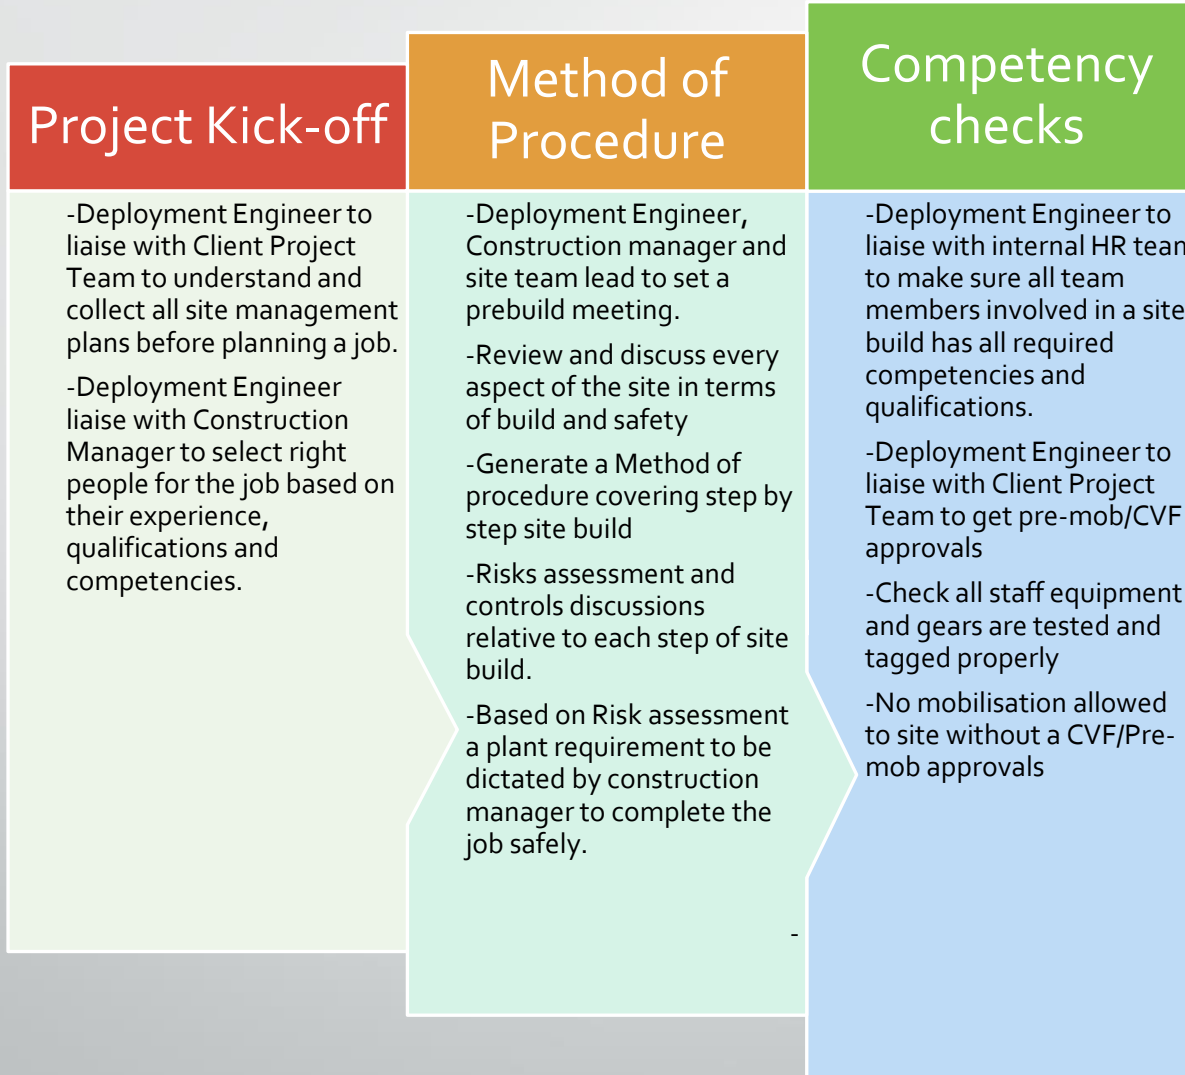 Project Kick-off
-Deployment Engineer to
liaise with Client Project
Team to understand and
collect all site management
plans before planning a job.
-Deployment Engineer
liaise with Construction
Manager to select right
people for the job based on
their experience,
qualifications and
competencies.
Method of
Procedure
-Deployment Engineer,
Construction manager and
site team lead to set a
prebuild meeting.
-Review and discuss every
aspect of the site in terms
of build and safety
-Generate a Method of
procedure covering step by
step site build
-Risks assessment and
controls discussions
relative to each step of site
build.
-Based on Risk assessment
a plant requirement to be
dictated by construction
manager to complete the
job safely.
-
Competency
checks
-Deployment Engineer to
liaise with internal HR team
to make sure all team
members involved in a site
build has all required
competencies and
qualifications.
-Deployment Engineer to
liaise with Client Project
Team to get pre-mob/CVF
approvals
-Check all staff equipment
and gears are tested and
tagged properly
-No mobilisation allowed
to site without a CVF/Pre-
mob approvals